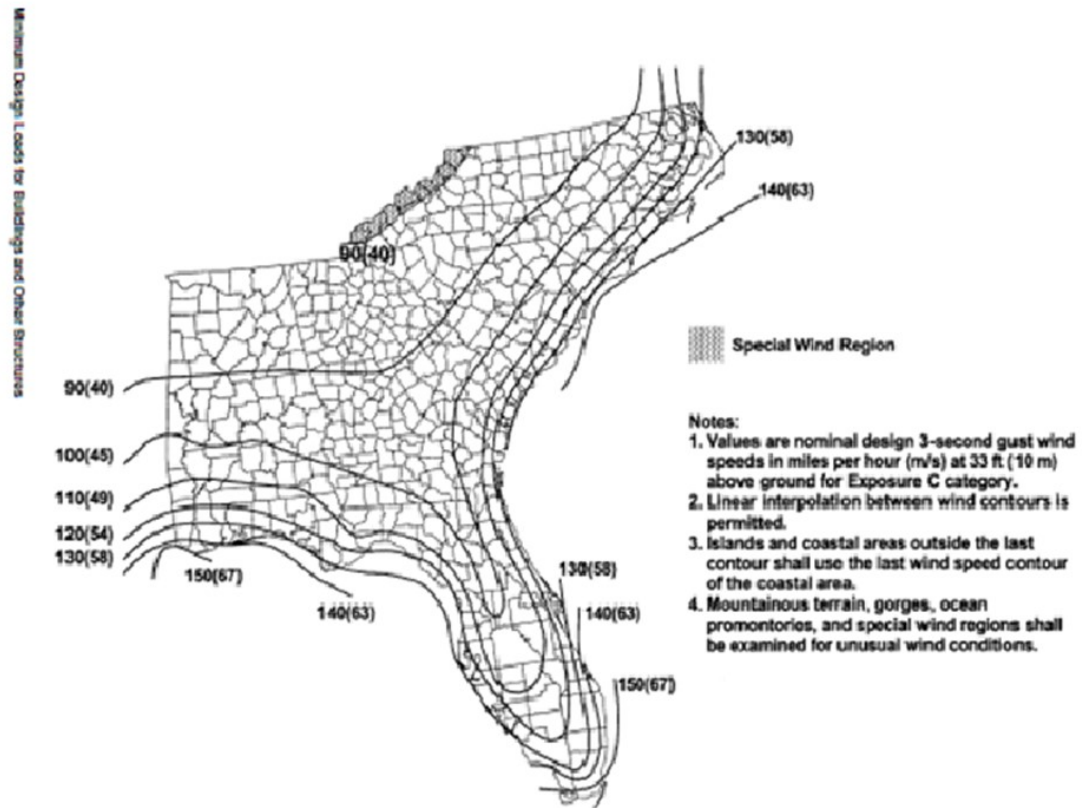 Minimum Design Loads for Buildings and Other Structures
130(58)
140(63)
90(40)
Special Wind Region
90(40)
100(45)
110(49)
120(54)
130(58)
150(67)
140(63)
130(58)
140(63)
150(67)
Notes:
1. Values are nominal design 3-second gust wind
speeds in miles per hour (m/s) at 33 ft (10 m)
above ground for Exposure C category.
2. Linear interpolation between wind contours is
permitted.
3. Islands and coastal areas outside the last
contour shall use the last wind speed contour
of the coastal area.
4. Mountainous terrain, gorges, ocean
promontories, and special wind regions shall
be examined for unusual wind conditions.